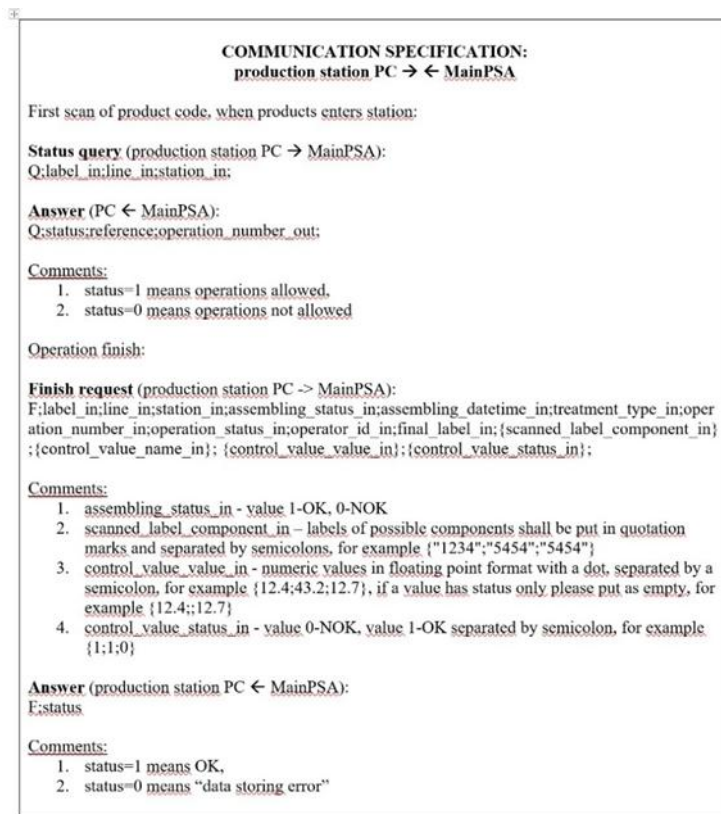 COMMUNICATION SPECIFICATION:
production station PC → ← MainPSA
First scan of product code, when products enters station:
Status query (production station PC → MainPSA):
Q;label_in;line_in;station_in;
Answer (PC ← MainPSA):
Q;status;reference;operation_number_out;
Comments:
1. status=1 means operations allowed,
2. status=0 means operations not allowed
Operation finish:
Finish request (production station PC -> MainPSA):
F;label_in;line_in;station_in;assembling_status_in;assembling_datetime_in;treatment_type_in;oper
ation_number_in;operation_status_in;operator_id_in;final_label_in;{scanned_label_component_in}
;{control_value_name_in}; {control_value_value_in};{control_value_status_in};
Comments:
1. assembling_status_in - value 1-OK, 0-NOK
2. scanned_label_component_in – labels of possible components shall be put in quotation
marks and separated by semicolons, for example {"1234";"5454";"5454"}
3. control_value_value_in - numeric values in floating point format with a dot, separated by a
semicolon, for example {12.4;43.2;12.7}, if a value has status only please put as empty, for
example {12.4;;12.7}
4. control_value_status_in - value 0-NOK, value 1-OK separated by semicolon, for example
{1;1;0}
Answer (production station PC ← MainPSA):
F;status
Comments:
1. status=1 means OK,
2. status=0 means “data storing error”